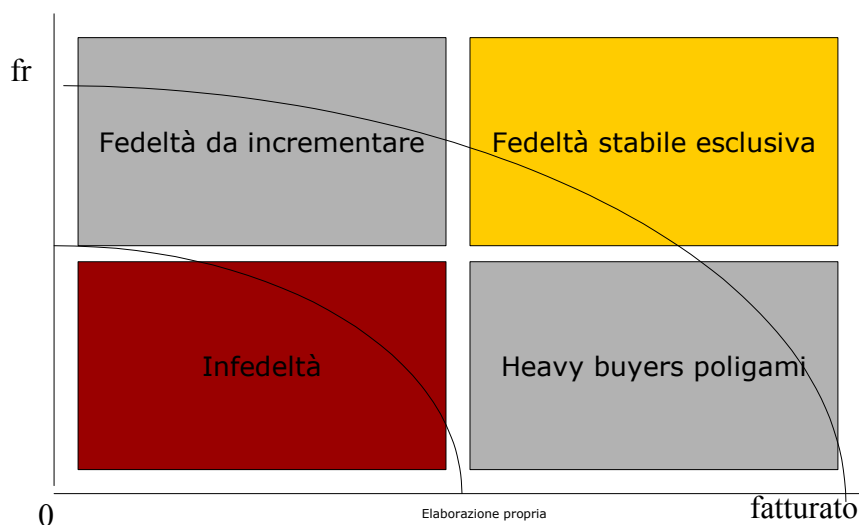 fr
Fedeltà da incrementare
Fedeltà stabile esclusiva
Infedeltà
Heavy buyers poligami
0
Elaborazione propria
fatturato